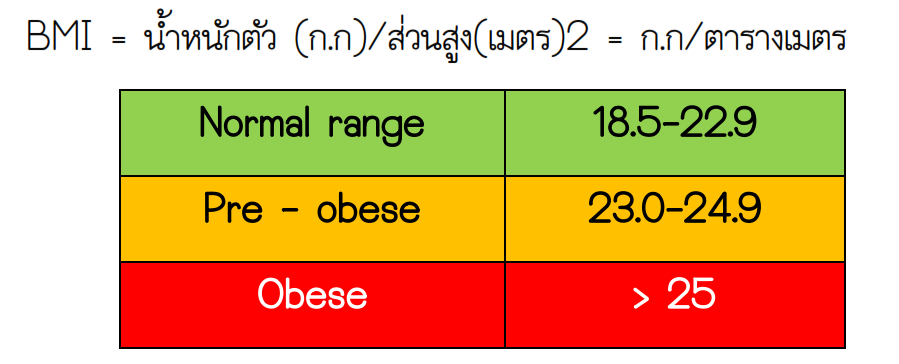 BMI = น้ำหนักตัว (ก.ก)/ส่วนสูง(เมตร)2 = ก.ก/ตารางเมตร
Normal range 18.5-22.9
Pre - obese 23.0-24.9
Obese > 25